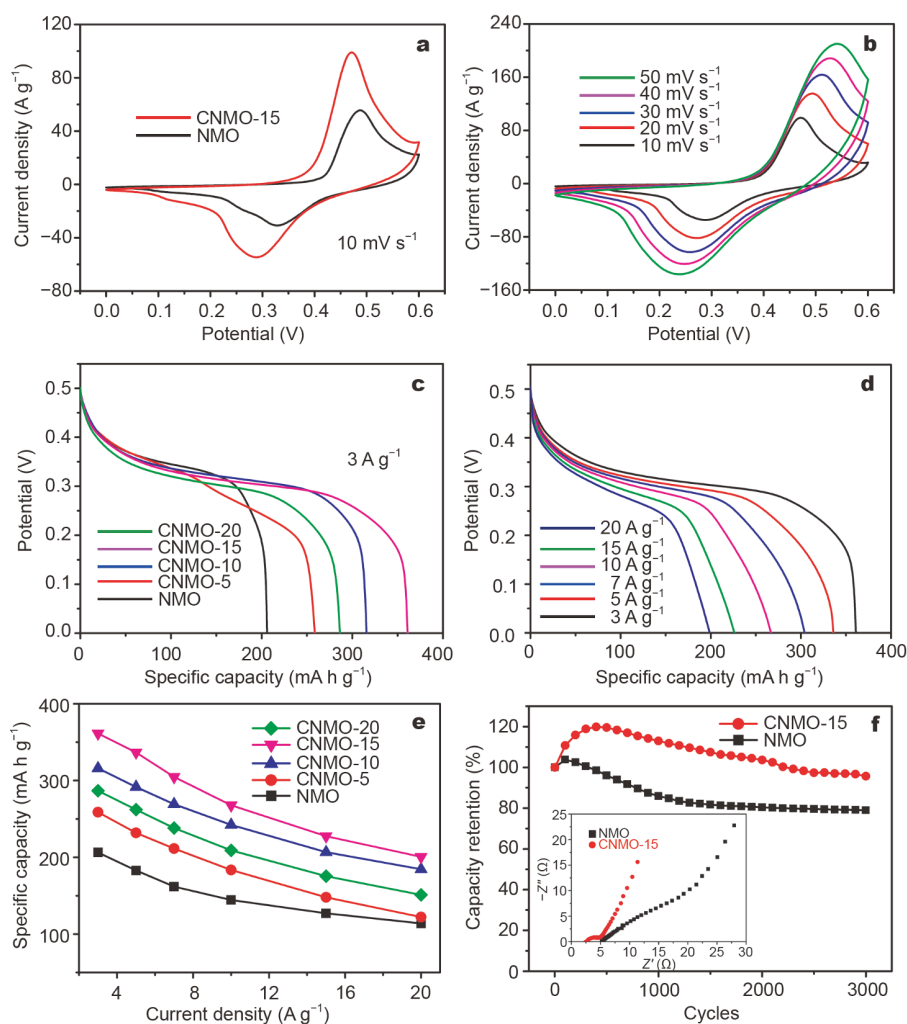 a
120
80
40
0
−40
−80
Current density (A g⁻¹)
CNMO-15
NMO
10 mV s⁻¹
0.0 0.1 0.2 0.3 0.4 0.5 0.6
Potential (V)
b
240
160
80
0
−80
−160
Current density (A g⁻¹)
50 mV s⁻¹
40 mV s⁻¹
30 mV s⁻¹
20 mV s⁻¹
10 mV s⁻¹
0.0 0.1 0.2 0.3 0.4 0.5 0.6
Potential (V)
c
0.5
0.4
0.3
0.2
0.1
0.0
Potential (V)
3 A g⁻¹
CNMO-20
CNMO-15
CNMO-10
CNMO-5
NMO
0 100 200 300 400
Specific capacity (mA h g⁻¹)
d
0.5
0.4
0.3
0.2
0.1
0.0
Potential (V)
20 A g⁻¹
15 A g⁻¹
10 A g⁻¹
7 A g⁻¹
5 A g⁻¹
3 A g⁻¹
0 100 200 300 400
Specific capacity (mA h g⁻¹)
e
400
300
200
100
Specific capacity (mA h g⁻¹)
CNMO-20
CNMO-15
CNMO-10
CNMO-5
NMO
4 8 12 16 20
Current density (A g⁻¹)
f
120
100
80
60
40
20
0
Capacity retention (%)
CNMO-15
NMO
NMO
CNMO-15
25
20
15
10
5
0
−Z″ (Ω)
0 5 10 15 20 25 30
Z′ (Ω)
0 1000 2000 3000
Cycles